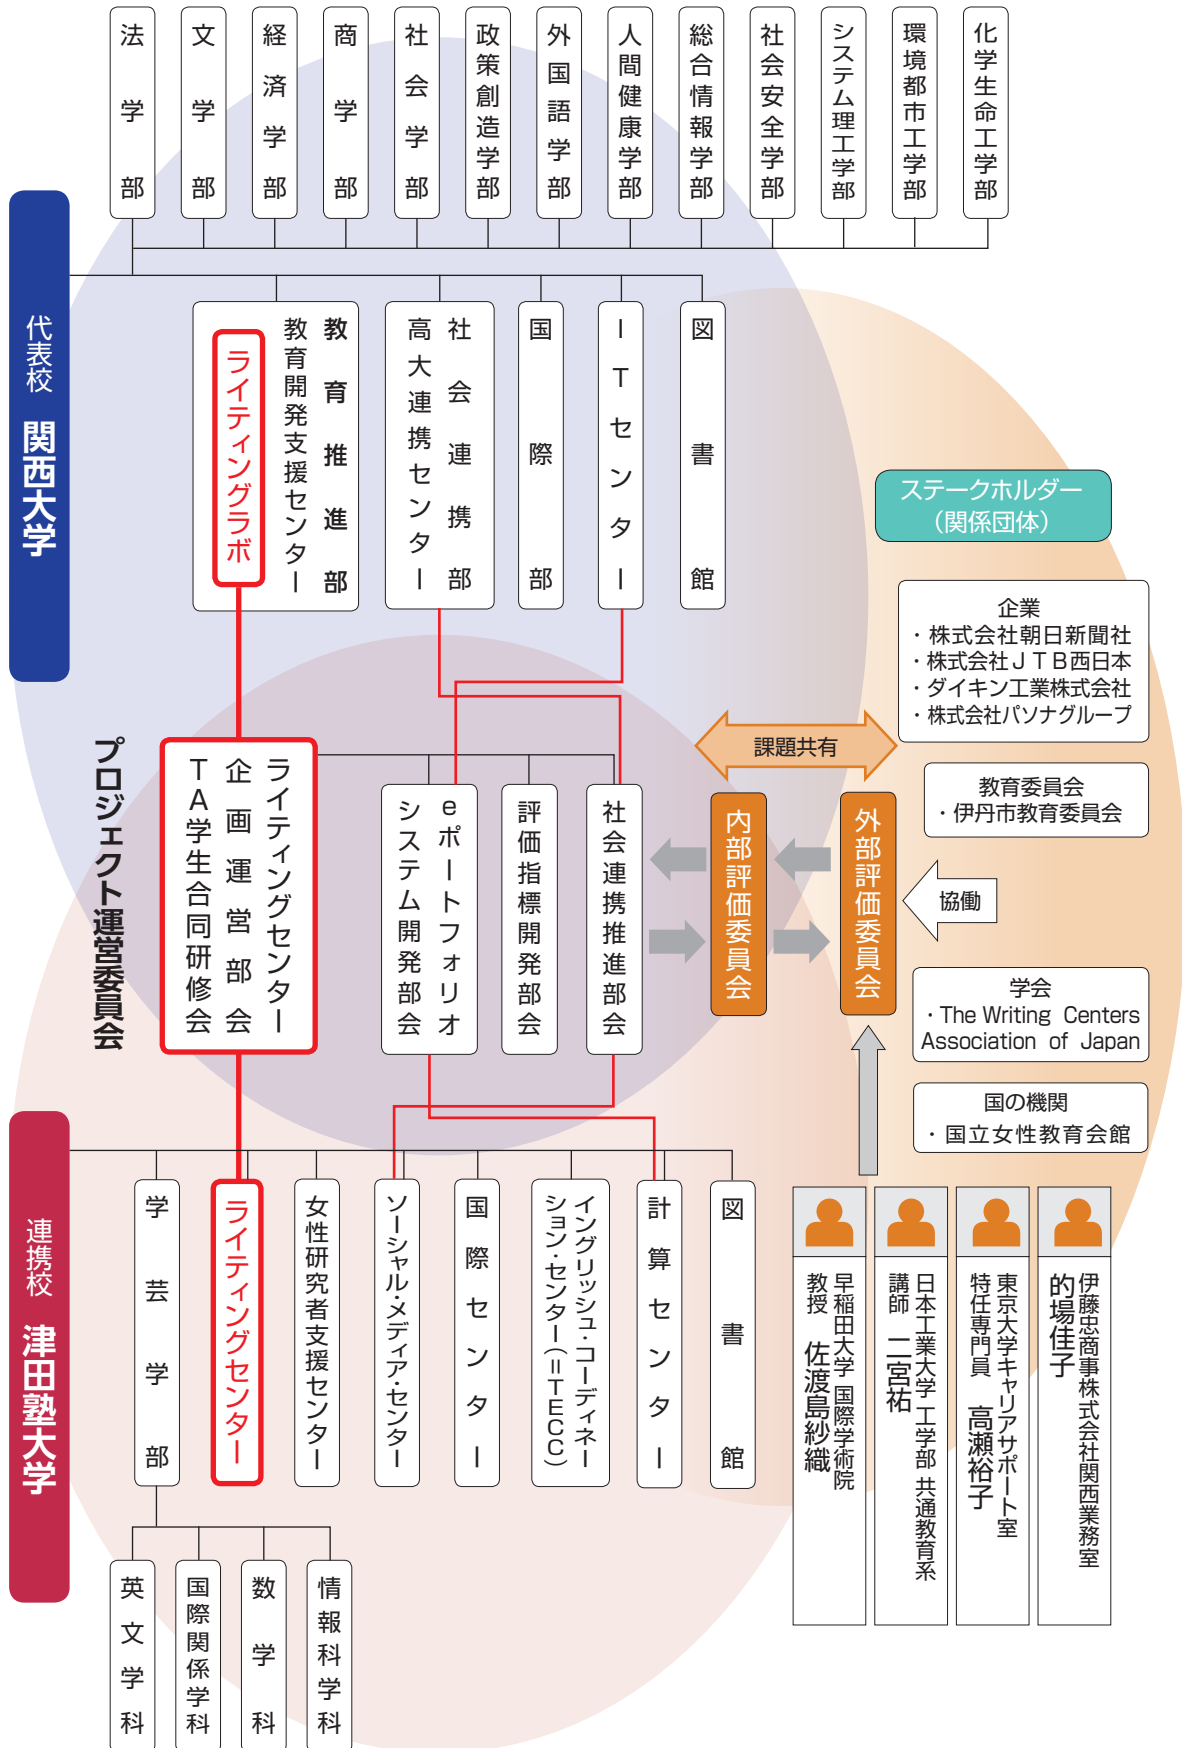 法学部
文学部
経済学部
商学部
社会学部
政策創造学部
外国語学部
人間健康学部
総合情報学部
社会安全学部
システム理工学部
環境都市工学部
化学生命工学部
代表校 関西大学
教育推進部
教育開発支援センター
ライティングラボ
社会連携部
高大連携センター
国際部
ITセンター
図書館
ステークホルダー
（関係団体）
企業
・株式会社朝日新聞社
・株式会社JTB西日本
・ダイキン工業株式会社
・株式会社パソナグループ
課題共有
教育委員会
・伊丹市教育委員会
プロジェクト運営委員会
ライティングセンター
企画運営部会
TA学生合同研修会
eポートフォリオ
システム開発部会
評価指標開発部会
社会連携推進部会
内部評価委員会
外部評価委員会
協働
学会
・The Writing Centers
Association of Japan
国の機関
・国立女性教育会館
連携校 津田塾大学
学芸学部
ライティングセンター
女性研究者支援センター
ソーシャル・メディア・センター
国際センター
イングリッシュ・コーディネー
ション・センター(=TECC)
計算センター
図書館
早稲田大学 国際学術院
教授 佐渡島紗織
日本工業大学 工学部 共通教育系
講師 二宮祐
東京大学キャリアサポート室
特任専門員 高瀬裕子
伊藤忠商事株式会社関西業務室
的場佳子
英文学科
国際関係学科
数学科
情報科学科